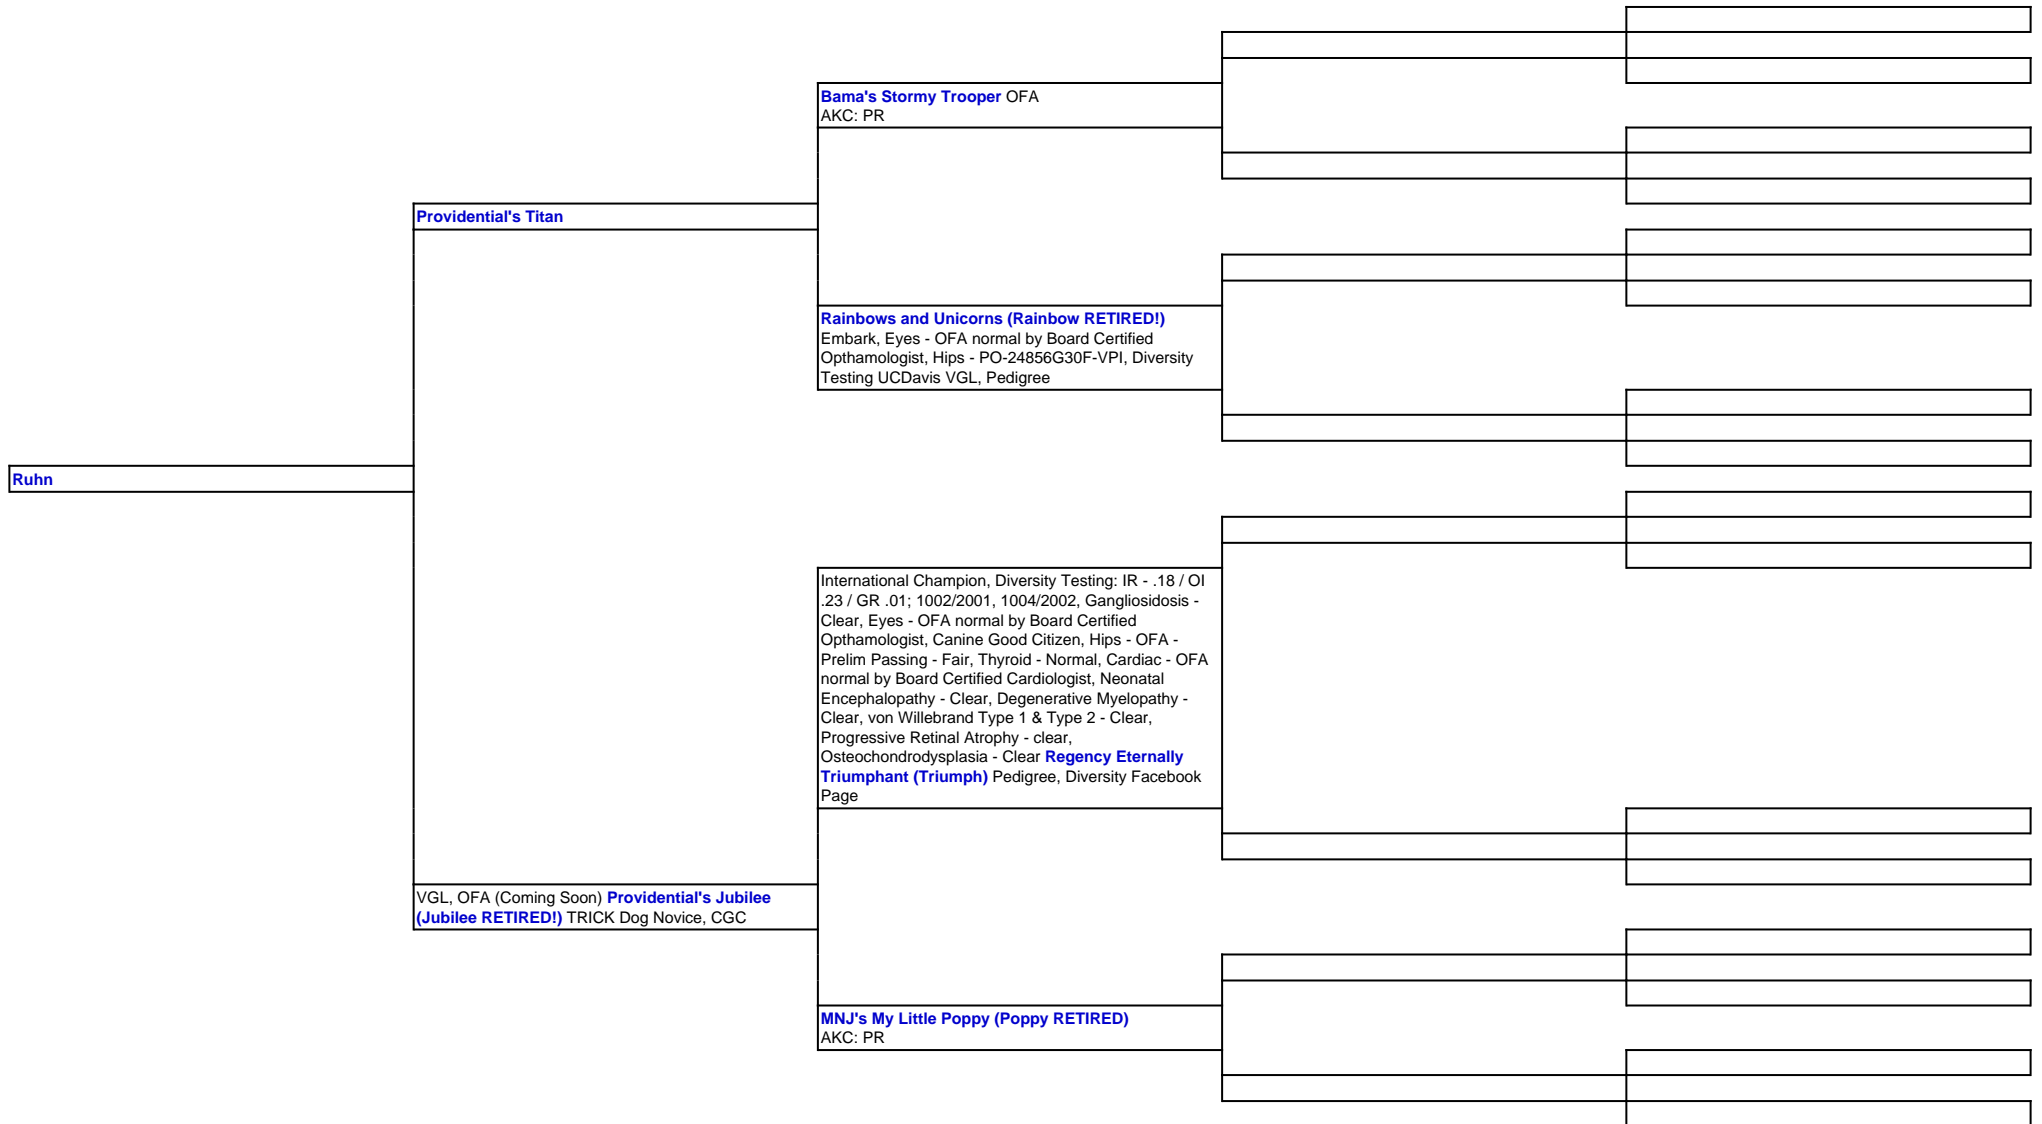 Bama's Stormy Trooper OFA
AKC: PR
Providential's Titan
Rainbows and Unicorns (Rainbow RETIRED!)
Embark, Eyes - OFA normal by Board Certified
Opthamologist, Hips - PO-24856G30F-VPI, Diversity
Testing UCDavis VGL, Pedigree
Ruhn
International Champion, Diversity Testing: IR - .18 / OI
.23 / GR .01; 1002/2001, 1004/2002, Gangliosidosis -
Clear, Eyes - OFA normal by Board Certified
Opthamologist, Canine Good Citizen, Hips - OFA -
Prelim Passing - Fair, Thyroid - Normal, Cardiac - OFA
normal by Board Certified Cardiologist, Neonatal
Encephalopathy - Clear, Degenerative Myelopathy -
Clear, von Willebrand Type 1 & Type 2 - Clear,
Progressive Retinal Atrophy - clear,
Osteochondrodysplasia - Clear Regency Eternally
Triumphant (Triumph) Pedigree, Diversity Facebook
Page
VGL, OFA (Coming Soon) Providential's Jubilee
(Jubilee RETIRED!) TRICK Dog Novice, CGC
MNJ's My Little Poppy (Poppy RETIRED)
AKC: PR